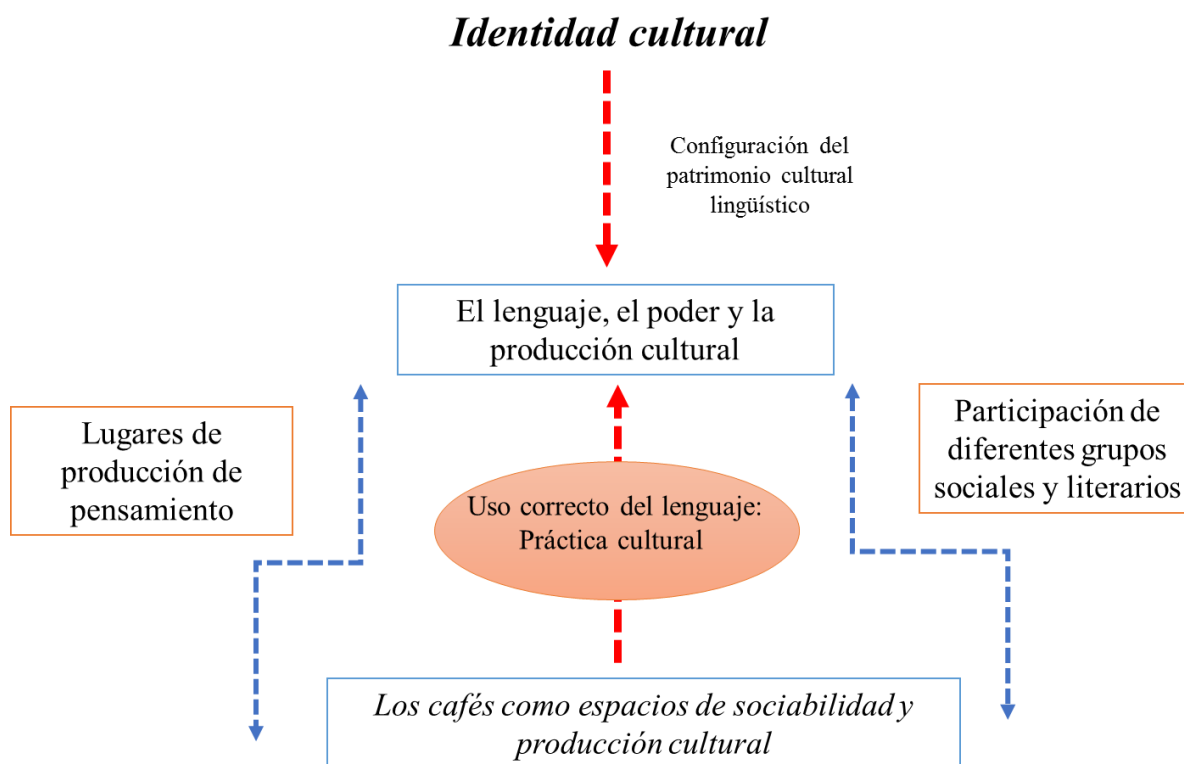 Identidad cultural
Configuración del
patrimonio cultural
lingüístico
El lenguaje, el poder y la
producción cultural
Lugares de
producción de
pensamiento
Participación de
diferentes grupos
sociales y literarios
Uso correcto del lenguaje:
Práctica cultural
Los cafés como espacios de sociabilidad y
producción cultural